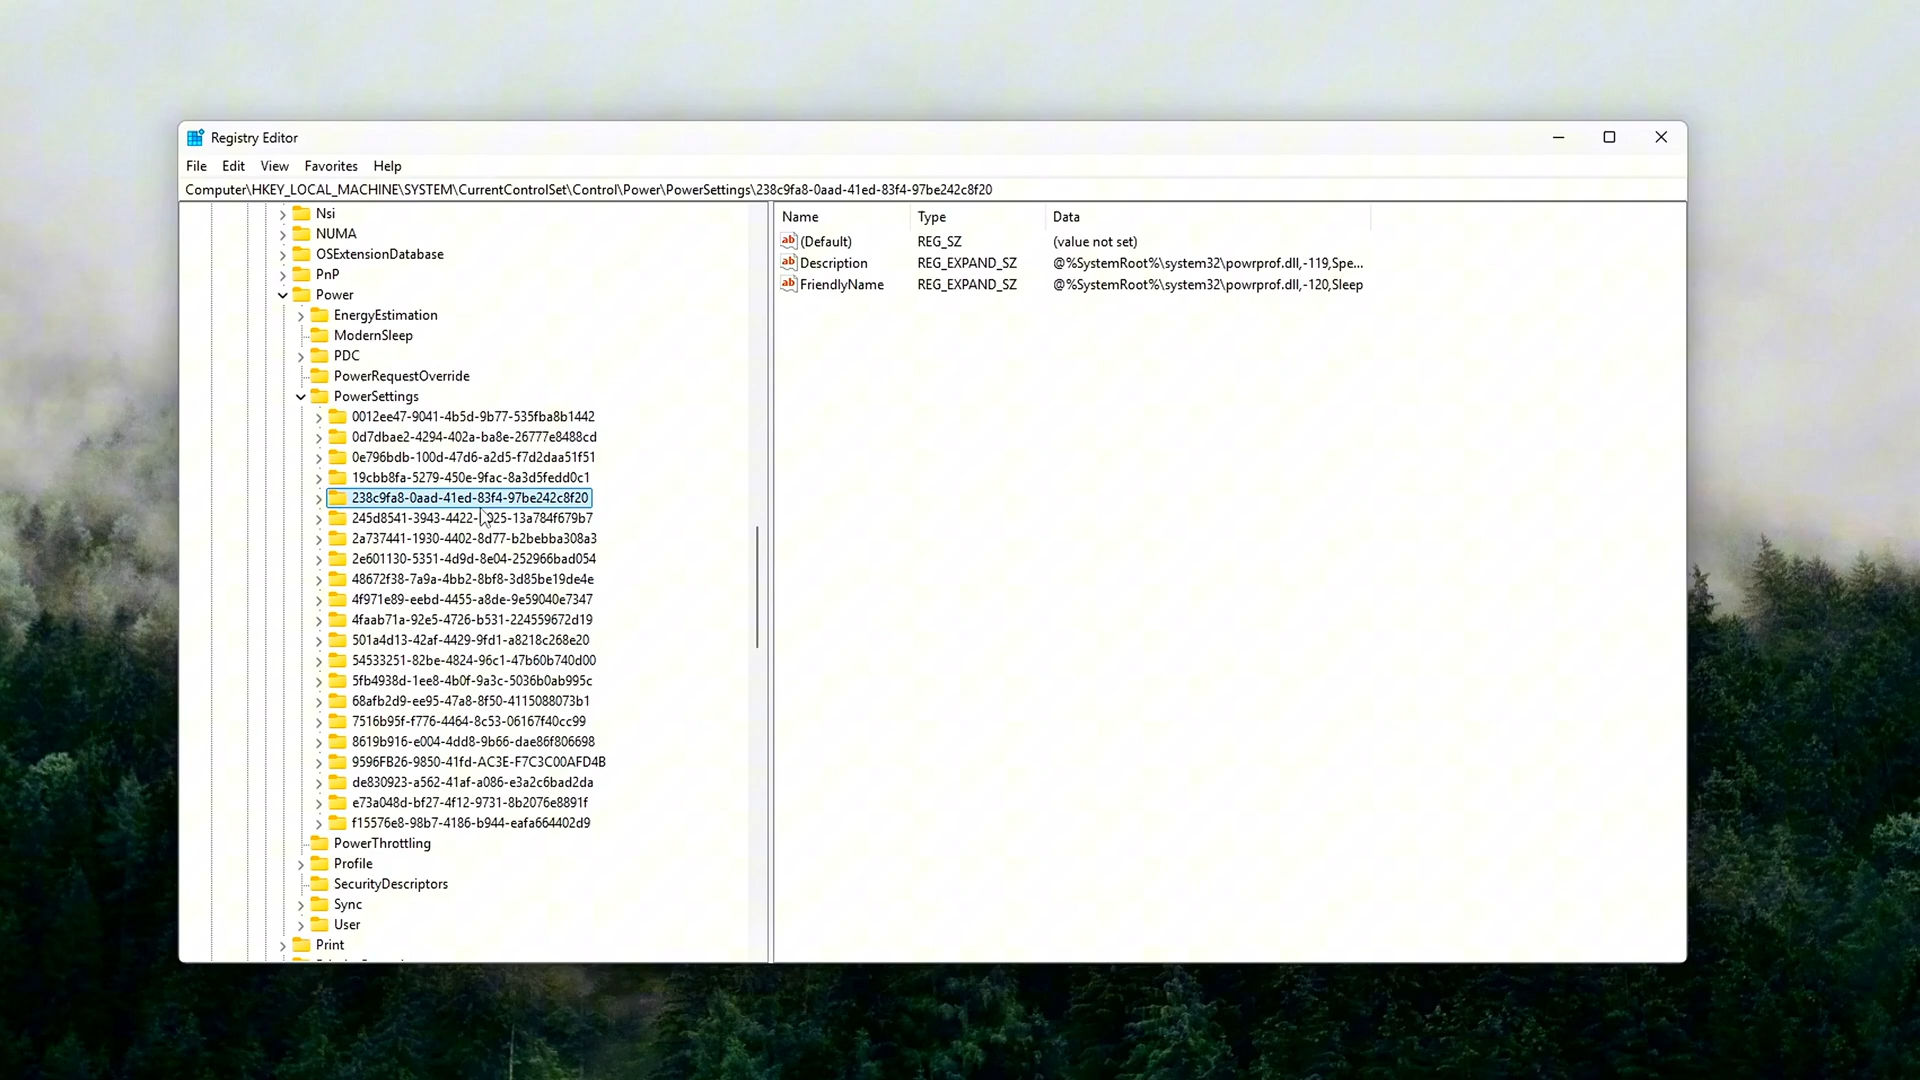 Registry Editor
File Edit View Favorites Help
Computer\HKEY_LOCAL_MACHINE\SYSTEM\CurrentControlSet\Control\Power\PowerSettings\238c9fa8-0aad-41ed-83f4-97be242c8f20
Nsi
NUMA
OSExtensionDatabase
PnP
Power
EnergyEstimation
ModernSleep
PDC
PowerRequestOverride
PowerSettings
0012ee47-9041-4b5d-9b77-535fba8b1442
0d7dbae2-4294-402a-ba8e-26777e8488cd
0e796bdb-100d-47d6-a2d5-f7d2daa51f51
19cbb8fa-5279-450e-9fac-8a3d5fedd0c1
238c9fa8-0aad-41ed-83f4-97be242c8f20
245d8541-3943-4422- 025-13a784f679b7
2a737441-1930-4402-8d77-b2bebba308a3
2e601130-5351-4d9d-8e04-252966bad054
48672f38-7a9a-4bb2-8bf8-3d85be19de4e
4f971e89-eebd-4455-a8de-9e59040e7347
4faab71a-92e5-4726-b531-224559672d19
501a4d13-42af-4429-9fd1-a8218c268e20
54533251-82be-4824-96c1-47b60b740d00
5fb4938d-1ee8-4b0f-9a3c-5036b0ab995c
68afb2d9-ee95-47a8-8f50-4115088073b1
7516b95f-f776-4464-8c53-06167f40cc99
8619b916-e004-4dd8-9b66-dae86f806698
9596FB26-9850-41fd-AC3E-F7C3C00AFD4B
de830923-a562-41af-a086-e3a2c6bad2da
e73a048d-bf27-4f12-9731-8b2076e8891f
f15576e8-98b7-4186-b944-eafa664402d9
PowerThrottling
Profile
SecurityDescriptors
Sync
User
Print
Name Type Data
(Default) REG_SZ (value not set)
Description REG_EXPAND_SZ @%SystemRoot%\system32\powrprof.dll,-119,Spe...
FriendlyName REG_EXPAND_SZ @%SystemRoot%\system32\powrprof.dll,-120,Sleep